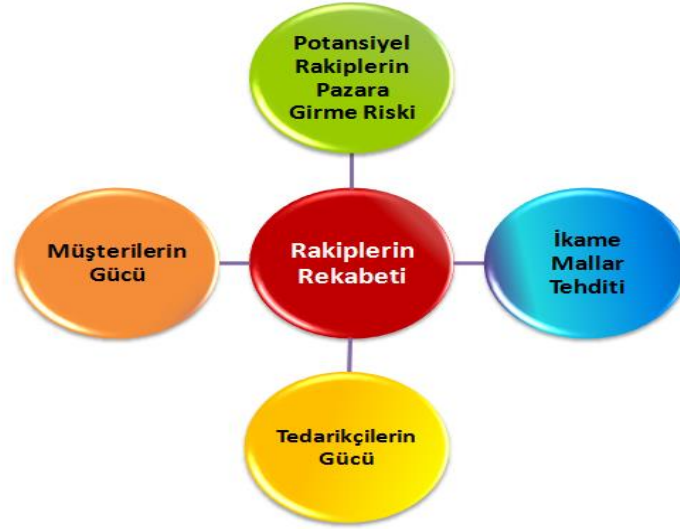 Potansiyel
Rakiplerin
Pazara
Girme Riski
Müşterilerin
Gücü
Rakiplerin
Rekabeti
İkame
Mallar
Tehditi
Tedarikçilerin
Gücü